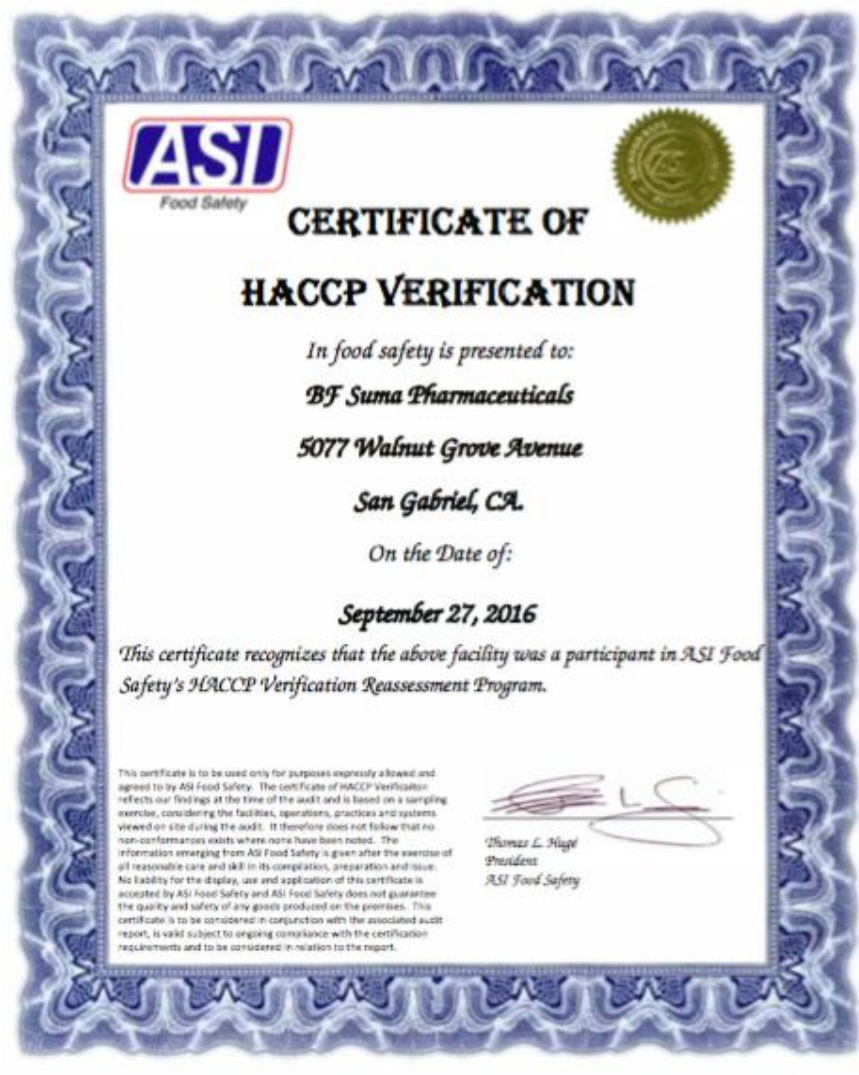 ASI
Food Safety
CERTIFICATE OF
HACCP VERIFICATION
In food safety is presented to:
BF Suma Pharmaceuticals
5077 Walnut Grove Avenue
San Gabriel, CA.
On the Date of:
September 27, 2016
This certificate recognizes that the above facility was a participant in ASI Food
Safety's HACCP Verification Reassessment Program.
This certificate is to be used only for purposes expressly allowed and
agreed to by ASI Food Safety. The certificate of HACCP Verificaiton
reflects our findings at the time of the audit and is based on a sampling
exercise, considering the facilities, operations, practices and systems
viewed on site during the audit. It therefore does not follow that no
non-conformances exists where none have been noted. The
information emerging from ASI Food Safety is given after the exercise of
all reasonable care and skill in its compilation, preparation and issue.
No liability for the display, use and application of this certificate is
accepted by ASI Food Safety and ASI Food Safety does not guarantee
the quality and safety of any goods produced on the premises. This
certificate is to be considered in conjunction with the associated audit
report, is valid subject to ongoing compliance with the certification
requirements and to be considered in relation to the report.
Thomas L. Huge
President
ASI Food Safety